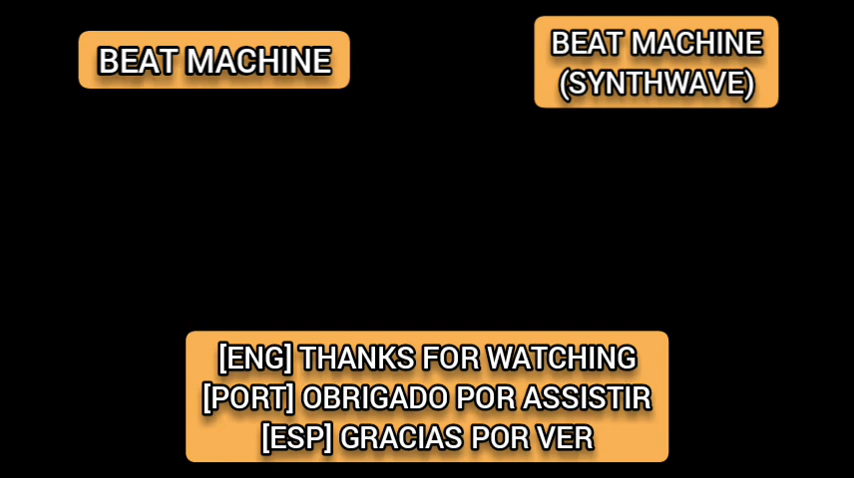 BEAT MACHINE
BEAT MACHINE
(SYNTHWAVE)
[ENG] THANKS FOR WATCHING
[PORT] OBRIGADO POR ASSISTIR
[ESP] GRACIAS POR VER